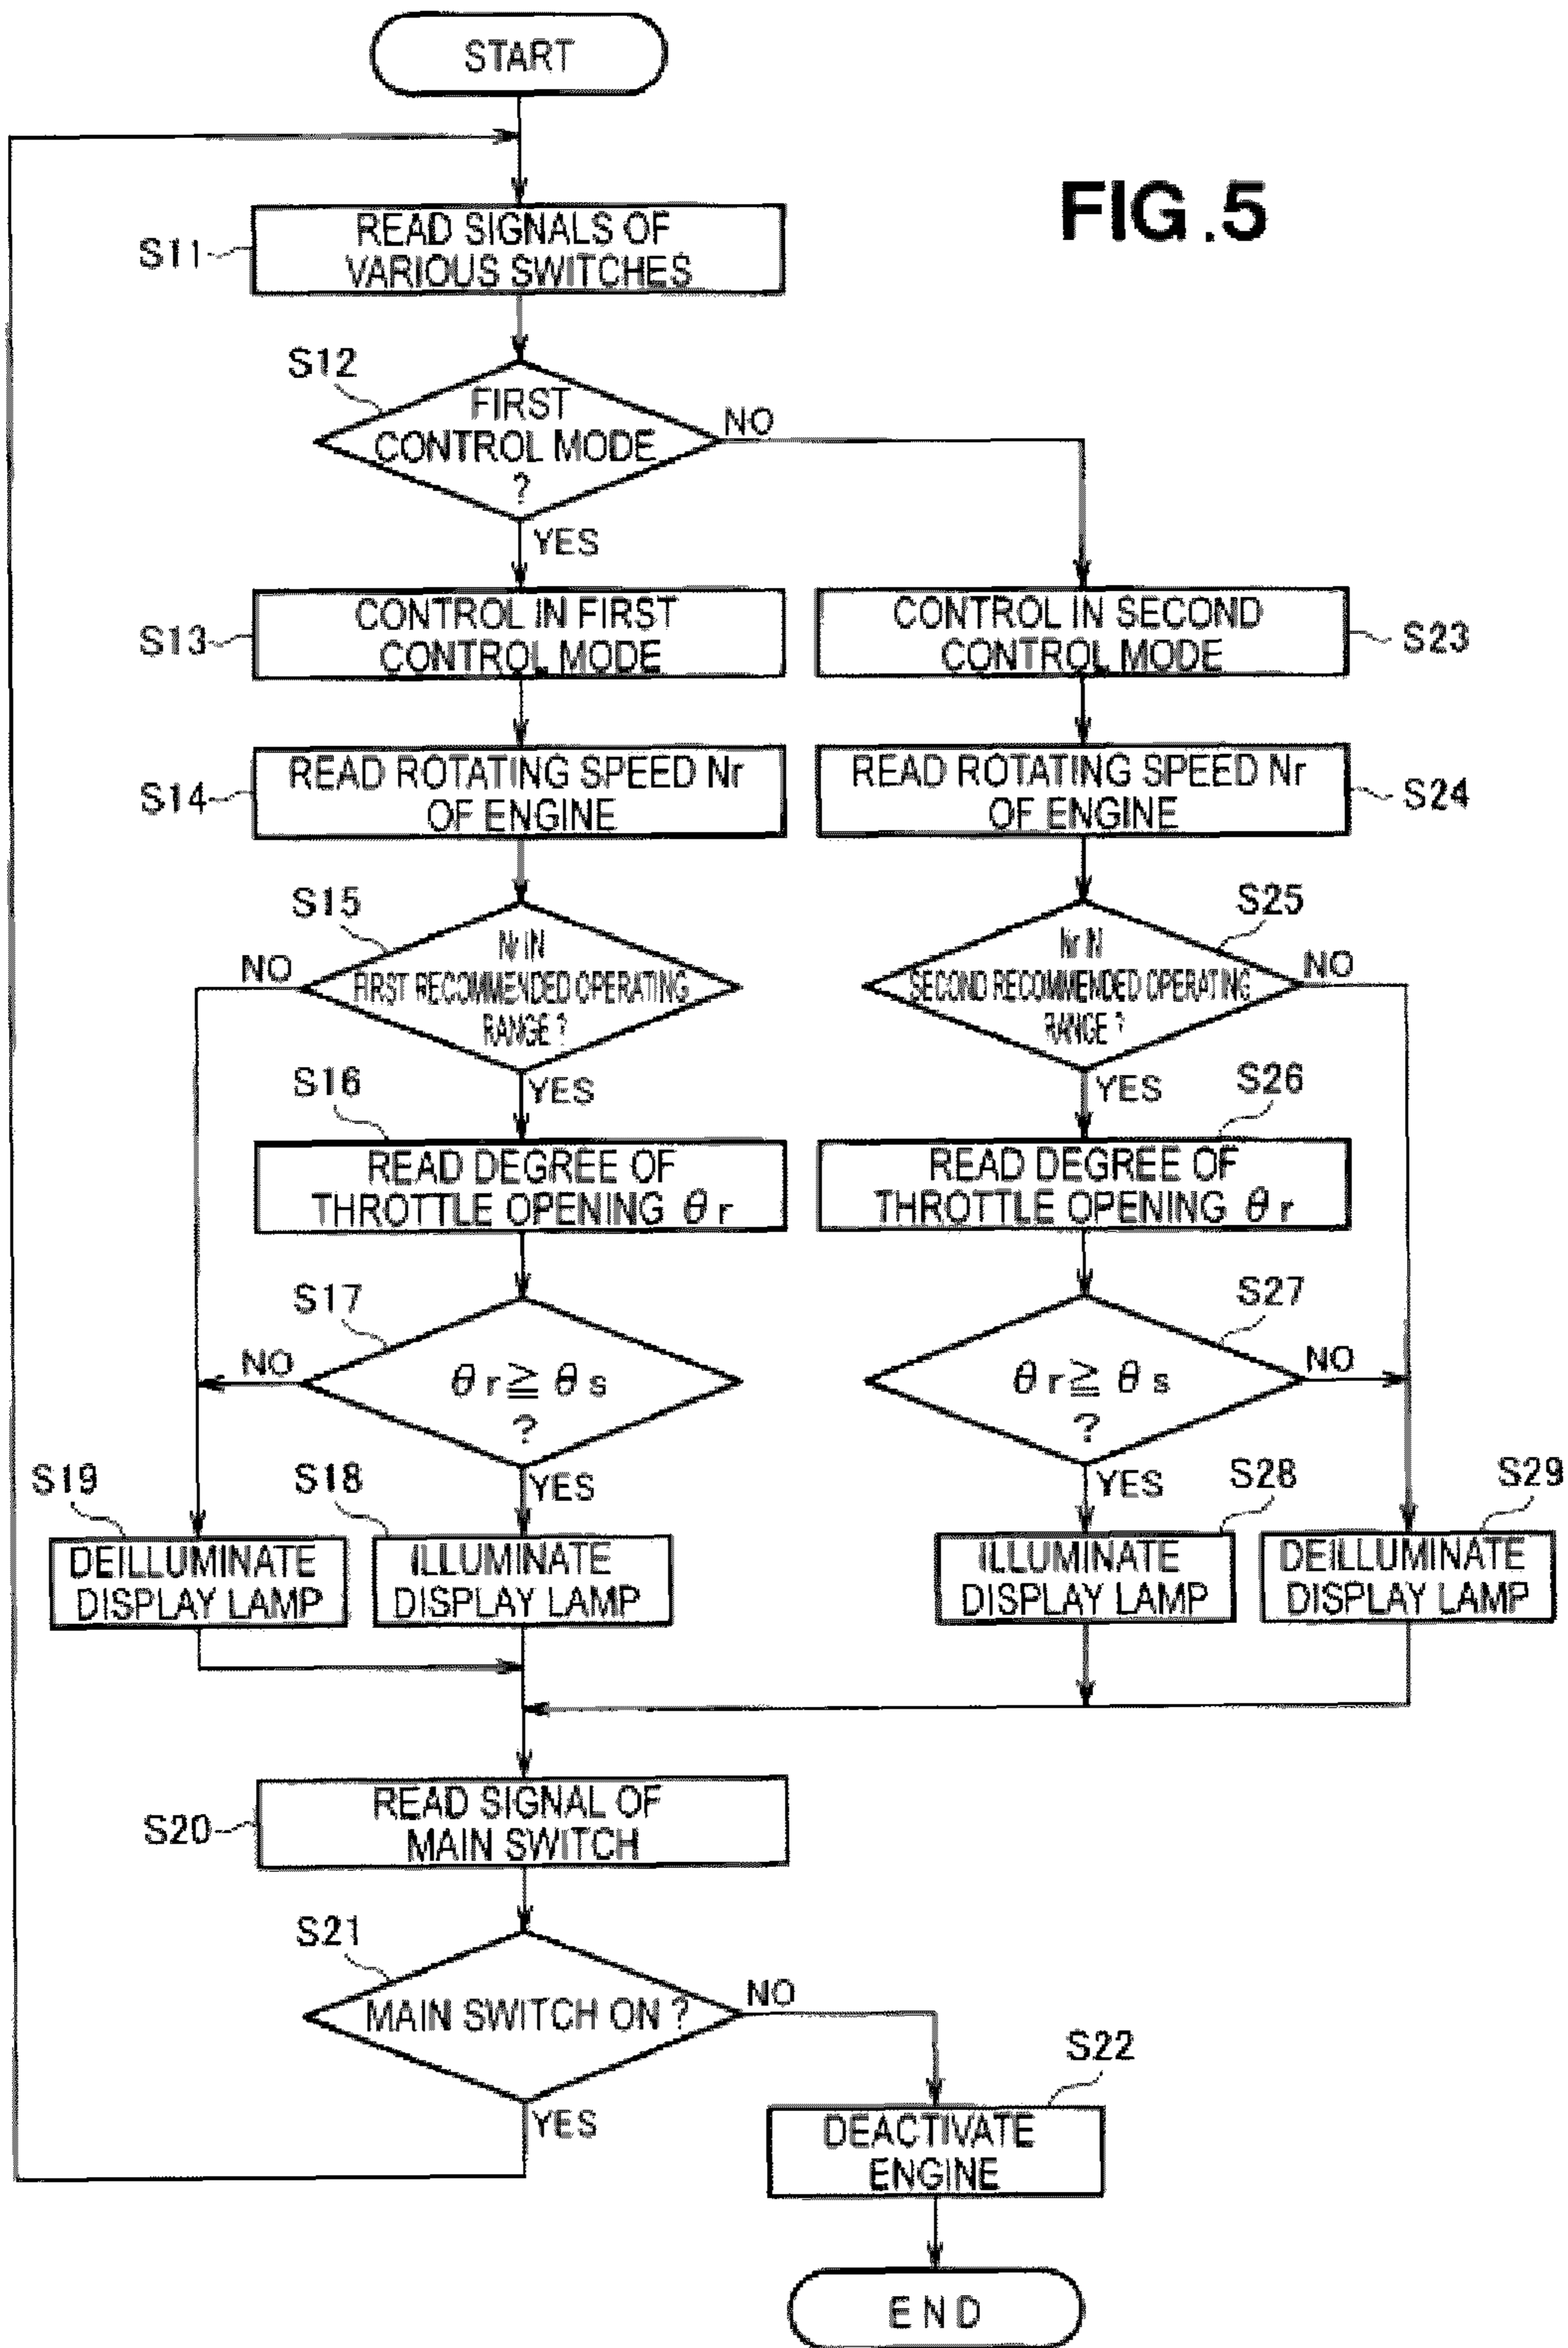 START
FIG.5
S11
READ SIGNALS OF
VARIOUS SWITCHES
S12
FIRST
CONTROL MODE
?
NO
YES
S13
CONTROL IN FIRST
CONTROL MODE
CONTROL IN SECOND
CONTROL MODE
S23
S14
READ ROTATING SPEED Nr
OF ENGINE
READ ROTATING SPEED Nr
OF ENGINE
S24
S15
Nr IN
FIRST RECOMMENDED OPERATING
RANGE ?
NO
YES
S25
Nr IN
SECOND RECOMMENDED OPERATING
RANGE ?
NO
YES
S16
READ DEGREE OF
THROTTLE OPENING θr
S26
READ DEGREE OF
THROTTLE OPENING θr
S17
θr≧θs
?
NO
YES
S27
θr≧θs
?
NO
YES
S19
DEILLUMINATE
DISPLAY LAMP
S18
ILLUMINATE
DISPLAY LAMP
S28
ILLUMINATE
DISPLAY LAMP
S29
DEILLUMINATE
DISPLAY LAMP
S20
READ SIGNAL OF
MAIN SWITCH
S21
MAIN SWITCH ON ?
NO
YES
S22
DEACTIVATE
ENGINE
END